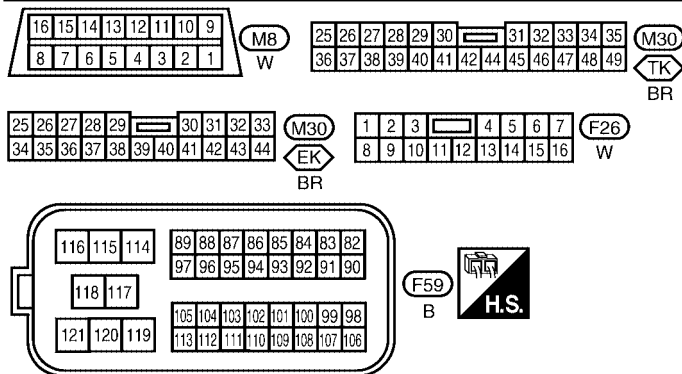 16 15 14 13 12 11 10 9
8 7 6 5 4 3 2 1
M8
W
25 26 27 28 29 30 31 32 33 34 35
36 37 38 39 40 41 42 44 45 46 47 48 49
M30
TK
BR
25 26 27 28 29 30 31 32 33
34 35 36 37 38 39 40 41 42 43 44
M30
EK
BR
1 2 3 4 5 6 7
8 9 10 11 12 13 14 15 16
F26
W
116 115 114
118 117
121 120 119
89 88 87 86 85 84 83 82
97 96 95 94 93 92 91 90
105 104 103 102 101 100 99 98
113 112 111 110 109 108 107 106
F59
B
H.S.